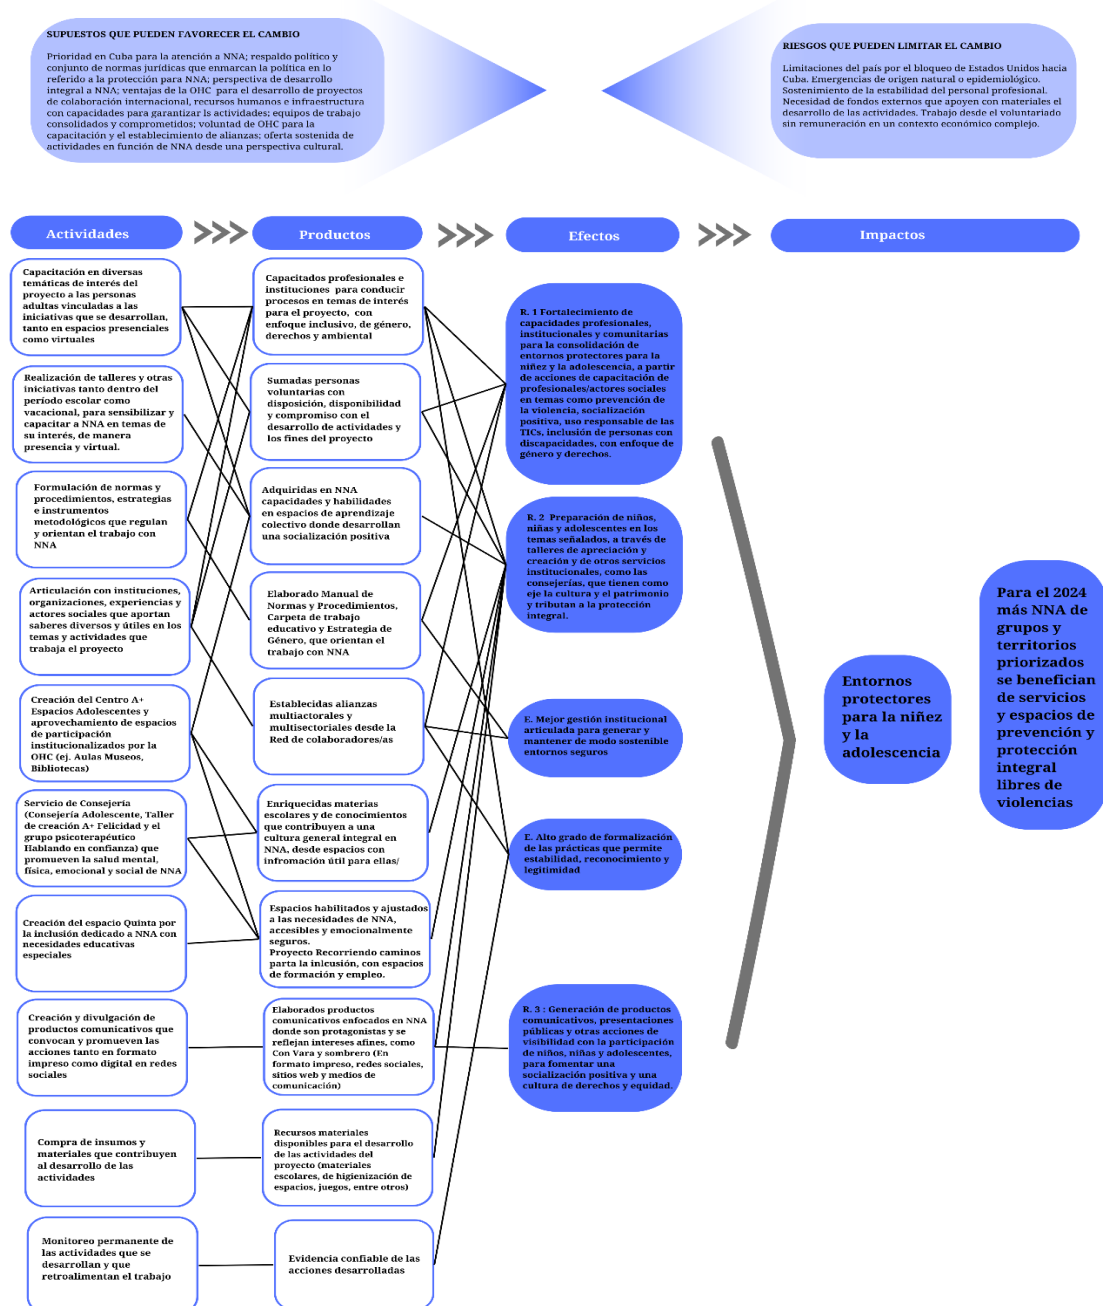 SUPUESTOS QUE PUEDEN FAVORECER EL CAMBIO
Prioridad en Cuba para la atención a NNA; respaldo político y
conjunto de normas jurídicas que enmarcan la política en lo
referido a la protección para NNA; perspectiva de desarrollo
integral a NNA; ventajas de la OHC para el desarrollo de proyectos
de colaboración internacional, recursos humanos e infraestructura
con capacidades para garantizar ls actividades; equipos de trabajo
consolidados y comprometidos; voluntad de OHC para la
capacitación y el establecimiento de alianzas; oferta sostenida de
actividades en función de NNA desde una perspectiva cultural.
RIESGOS QUE PUEDEN LIMITAR EL CAMBIO
Limitaciones del país por el bloqueo de Estados Unidos hacia
Cuba. Emergencias de origen natural o epidemiológico.
Sostenimiento de la estabilidad del personal profesional.
Necesidad de fondos externos que apoyen con materiales el
desarrollo de las actividades. Trabajo desde el voluntariado
sin remuneración en un contexto económico complejo.
Actividades
Productos
Efectos
Impactos
Capacitación en diversas
temáticas de interés del
proyecto a las personas
adultas vinculadas a las
iniciativas que se desarrollan,
tanto en espacios presenciales
como virtuales
Realización de talleres y otras
iniciativas tanto dentro del
período escolar como
vacacional, para sensibilizar y
capacitar a NNA en temas de
su interés, de manera
presencia y virtual.
Formulación de normas y
procedimientos, estrategias
e instrumentos
metodológicos que regulan
y orientan el trabajo con
NNA
Articulación con instituciones,
organizaciones, experiencias y
actores sociales que aportan
saberes diversos y útiles en los
temas y actividades que
trabaja el proyecto
Creación del Centro A+
Espacios Adolescentes y
aprovechamiento de espacios
de participación
institucionalizados por la
OHC (ej. Aulas Museos,
Bibliotecas)
Servicio de Consejería
(Consejería Adolescente, Taller
de creación A+ Felicidad y el
grupo psicoterapéutico
Hablando en confianza) que
promueven la salud mental,
física, emocional y social de NNA
Creación del espacio Quinta por
la inclusión dedicado a NNA con
necesidades educativas
especiales
Creación y divulgación de
productos comunicativos que
convocan y promueven las
acciones tanto en formato
impreso como digital en redes
sociales
Compra de insumos y
materiales que contribuyen
al desarrollo de las
actividades
Monitoreo permanente de
las actividades que se
desarrollan y que
retroalimentan el trabajo
Capacitados profesionales e
instituciones para conducir
procesos en temas de interés
para el proyecto, con
enfoque inclusivo, de género,
derechos y ambiental
Sumadas personas
voluntarias con
disposición, disponibilidad
y compromiso con el
desarrollo de actividades y
los fines del proyecto
Adquiridas en NNA
capacidades y habilidades
en espacios de aprendizaje
colectivo donde desarrollan
una socialización positiva
Elaborado Manual de
Normas y Procedimientos,
Carpeta de trabajo
educativo y Estrategia de
Género, que orientan el
trabajo con NNA
Establecidas alianzas
multiactorales y
multisectoriales desde la
Red de colaboradores/as
Enriquecidas materias
escolares y de conocimientos
que contribuyen a una
cultura general integral en
NNA, desde espacios con
infromación útil para ellas/
Espacios habilitados y ajustados
a las necesidades de NNA,
accesibles y emocionalmente
seguros.
Proyecto Recorriendo caminos
parta la inlcusión, con espacios
de formación y empleo.
Elaborados productos
comunicativos enfocados en NNA
donde son protagonistas y se
reflejan intereses afines, como
Con Vara y sombrero (En
formato impreso, redes sociales,
sitios web y medios de
comunicación)
Recursos materiales
disponibles para el desarrollo
de las actividades del
proyecto (materiales
escolares, de higienización de
espacios, juegos, entre otros)
Evidencia confiable de las
acciones desarrolladas
R. 1 Fortalecimiento de
capacidades profesionales,
institucionales y comunitarias
para la consolidación de
entornos protectores para la
niñez y la adolescencia, a partir
de acciones de capacitación de
profesionales/actores sociales
en temas como prevención de
la violencia, socialización
positiva, uso responsable de las
TICs, inclusión de personas con
discapacidades, con enfoque de
género y derechos.
R. 2 Preparación de niños,
niñas y adolescentes en los
temas señalados, a través de
talleres de apreciación y
creación y de otros servicios
institucionales, como las
consejerías, que tienen como
eje la cultura y el patrimonio
y tributan a la protección
integral.
E. Mejor gestión institucional
articulada para generar y
mantener de modo sostenible
entornos seguros
E. Alto grado de formalización
de las prácticas que permite
estabilidad, reconocimiento y
legitimidad
R. 3 : Generación de productos
comunicativos, presentaciones
públicas y otras acciones de
visibilidad con la participación
de niños, niñas y adolescentes,
para fomentar una
socialización positiva y una
cultura de derechos y equidad.
Entornos
protectores
para la niñez
y la
adolescencia
Para el 2024
más NNA de
grupos y
territorios
priorizados
se benefician
de servicios
y espacios de
prevención y
protección
integral
libres de
violencias